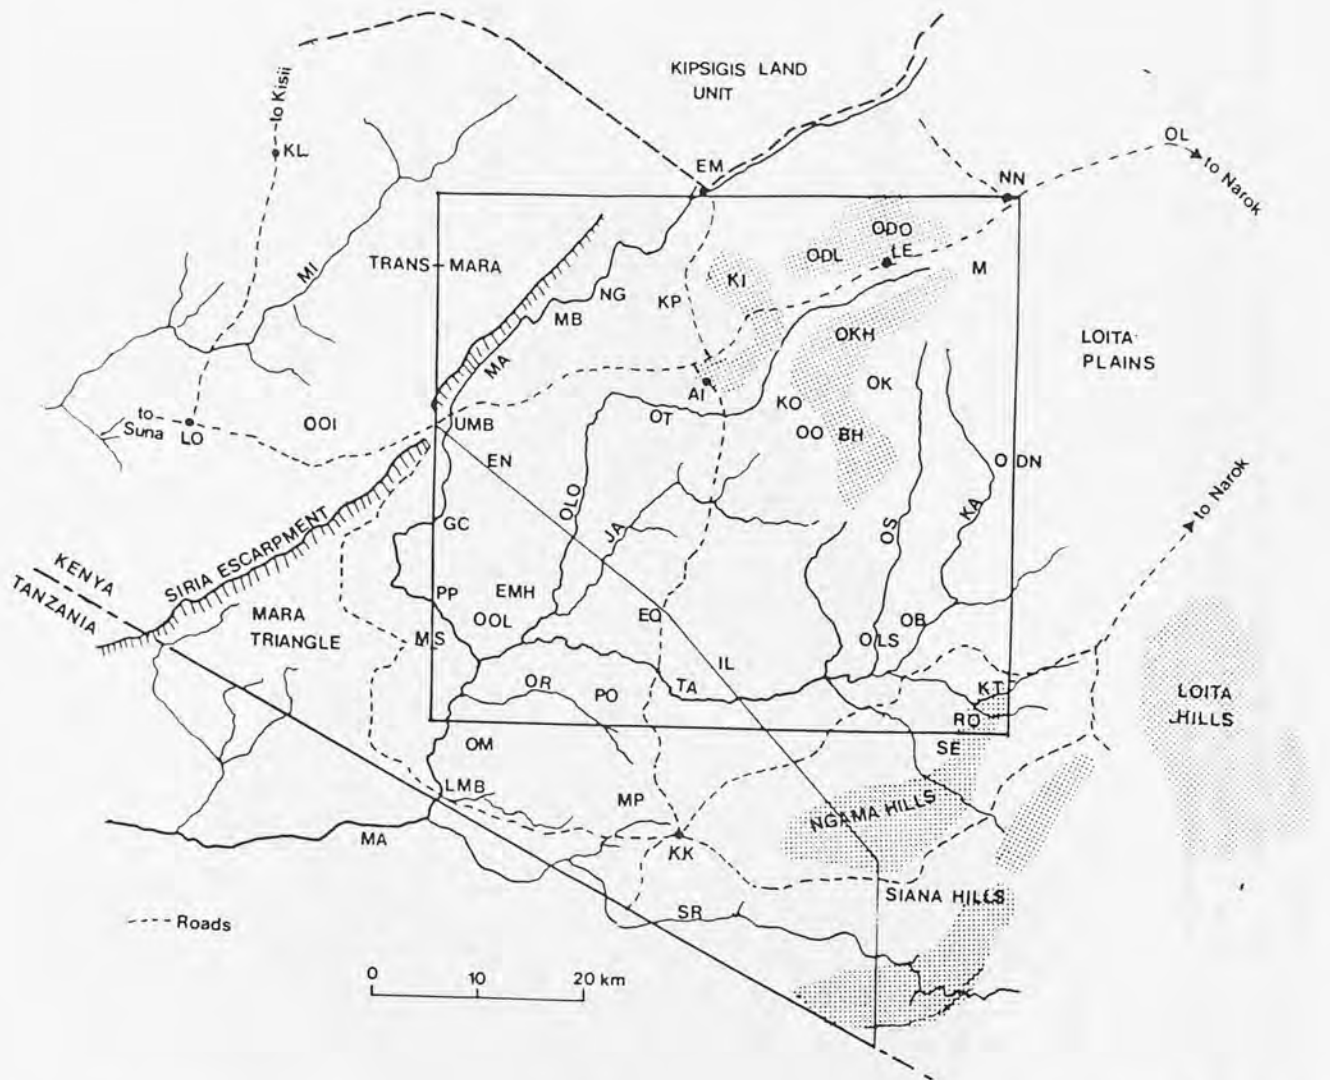 KIPSIGIS LAND
UNIT
to Kisii
KL
EM
OL
to Narok
NN
ODO
ODL
LE
M
TRANS-MARA
MI
KI
NG
KP
MB
OKH
LOITA
PLAINS
MA
OK
AI
KO
OT
to
Suna
LO
OOI
UMB
OO
BH
EN
ODN
to Narok
OLO
JA
OS
KA
GC
SIRIA ESCARPMENT
KENYA
TANZANIA
PP
EMH
MARA
TRIANGLE
OOL
EQ
OB
MS
OLS
IL
OR
PO
TA
KT
RO
LOITA
HILLS
OM
SE
LMB
MP
NGAMA HILLS
MA
KK
SIANA HILLS
SR
Roads
0 10 20 km